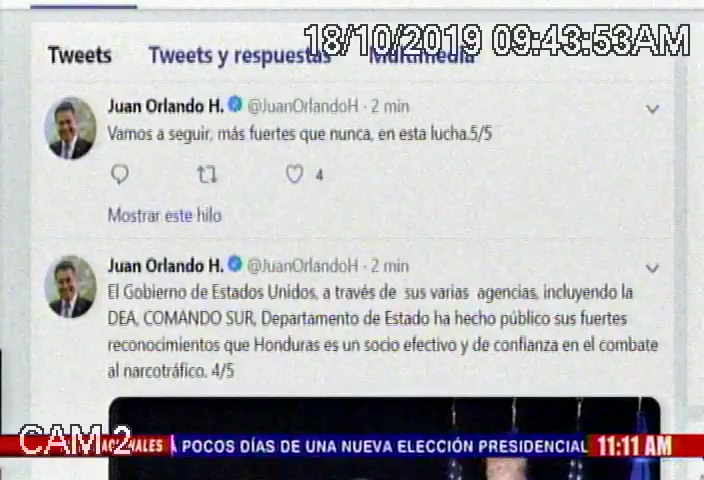 18/10/2019 09:43:53AM
Tweets Tweets y respuestas Multimedia
Juan Orlando H. @JuanOrlandoH · 2 min
Vamos a seguir, más fuertes que nunca, en esta lucha.5/5
4
Mostrar este hilo
Juan Orlando H. @JuanOrlandoH · 2 min
El Gobierno de Estados Unidos, a través de sus varias agencias, incluyendo la
DEA, COMANDO SUR, Departamento de Estado ha hecho público sus fuertes
reconocimientos que Honduras es un socio efectivo y de confianza en el combate
al narcotráfico. 4/5
CAM 2
POCOS DÍAS DE UNA NUEVA ELECCIÓN PRESIDENCIAL 11:11 AM